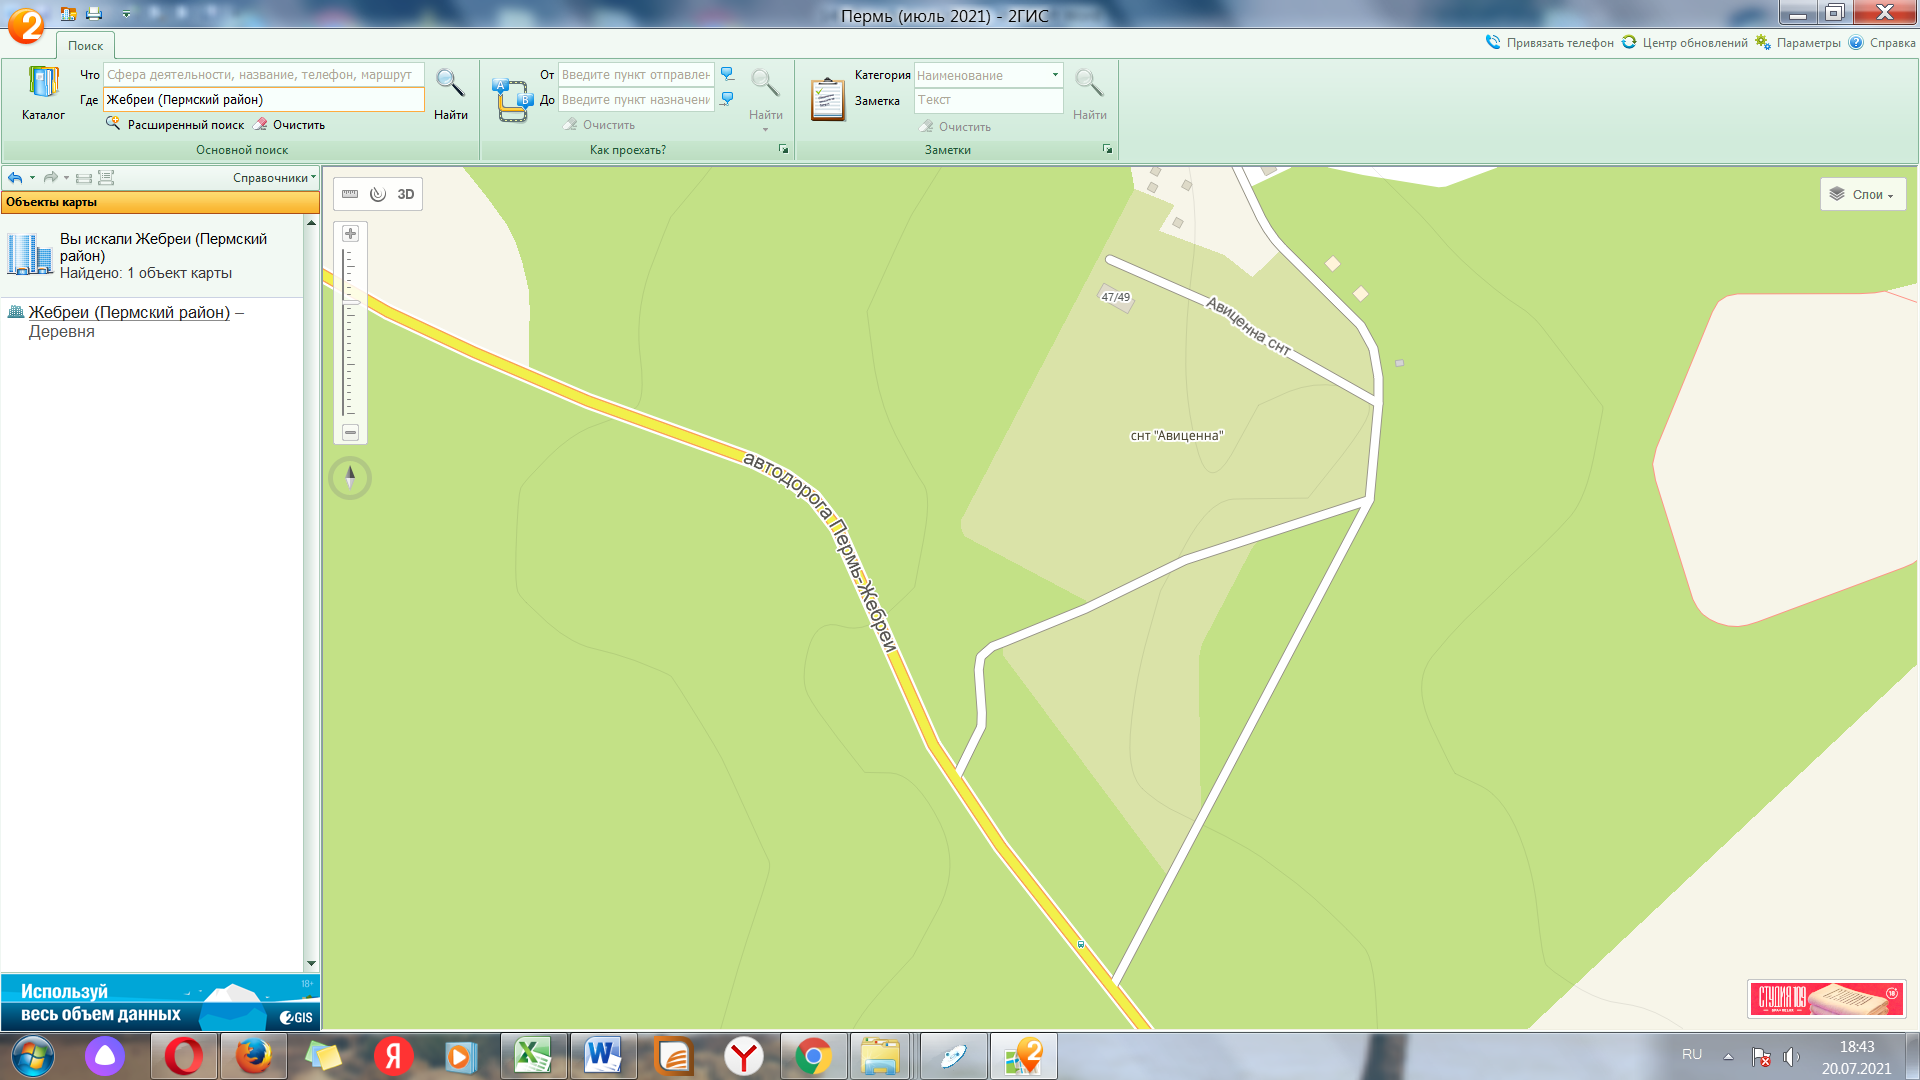 Пермь (июль 2021) - 2ГИС
Поиск
Привязать телефон
Центр обновлений
Параметры
Справка
Каталог
Что
Сфера деятельности, название, телефон, маршрут
Где
Жебреи (Пермский район)
Расширенный поиск
Очистить
Найти
Основной поиск
От
Введите пункт отправлен
До
Введите пункт назначени
Очистить
Найти
Как проехать?
Категория
Наименование
Заметка
Текст
Очистить
Найти
Заметки
Справочники
Объекты карты
Вы искали Жебреи (Пермский
район)
Найдено: 1 объект карты
Жебреи (Пермский район) –
Деревня
3D
Слои
47/49
Авиценна снт
снт "Авиценна"
автодорога Пермь-Жебреи
18+
Используй
весь объем данных
2GIS
СТУДИЯ 109
RU
18:43
20.07.2021